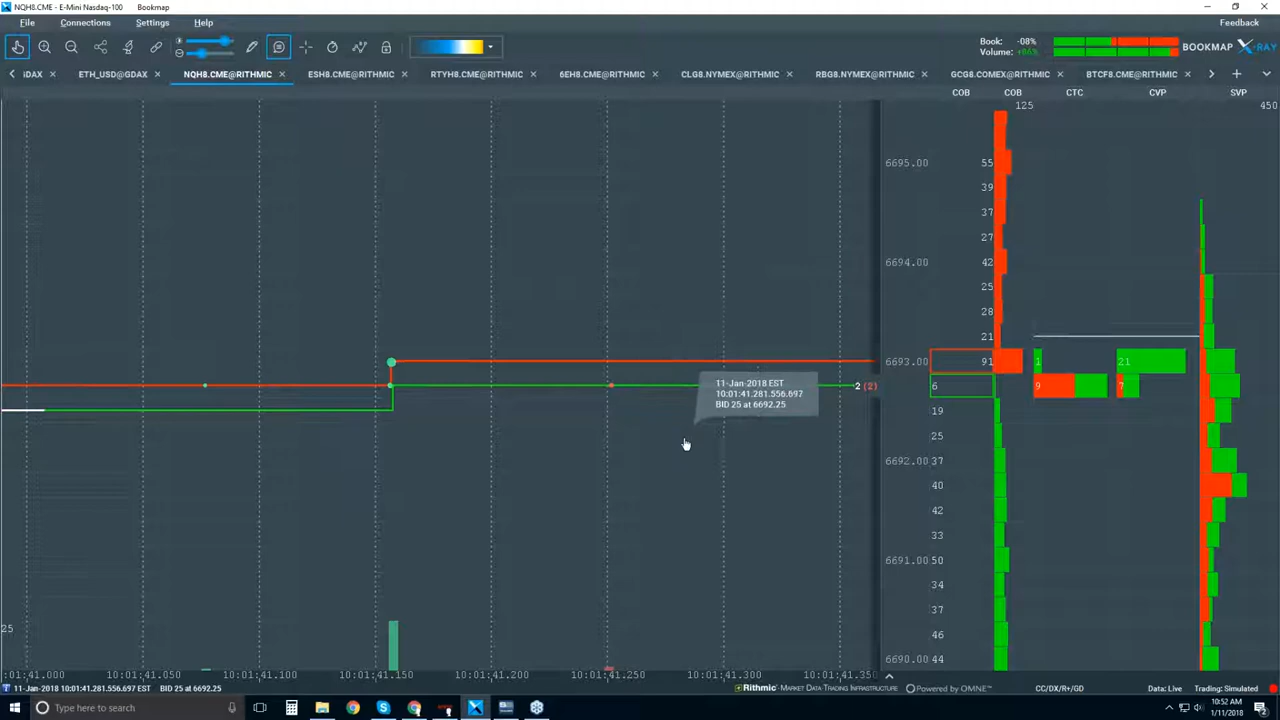 NQH8.CME - E-Mini Nasdaq-100 Bookmap
File Connections Settings Help Feedback
Book: -08%
Volume: +86%
BOOKMAP X-RAY
GDAX ETH_USD@GDAX NQH8.CME@RITHMIC ESH8.CME@RITHMIC RTYH8.CME@RITHMIC 6EH8.CME@RITHMIC CLG8.NYMEX@RITHMIC RBG8.NYMEX@RITHMIC GCG8.COMEX@RITHMIC BTCF8.CME@RITHMIC
COB COB CTC CVP SVP
125 450
6695.00 55
39
37
27
6694.00 42
25
28
21
6693.00 91 1 21
2 (2) 6 9 7
19
25
6692.00 37
40
42
33
6691.00 50
34
37
46
6690.00 44
11-Jan-2018 EST
10:01:41.281.556.697
BID 25 at 6692.25
25
10:01:41.000 10:01:41.050 10:01:41.100 10:01:41.150 10:01:41.200 10:01:41.250 10:01:41.300 10:01:41.350
11-Jan-2018 10:01:41.281.556.697 EST BID 25 at 6692.25
Rithmic-MARKET DATA-TRADING INFRASTRUCTURE Powered by OMNE™ CC/DX/R+/GD Data: Live Trading: Simulated
Type here to search
10:52 AM
1/11/2018
2